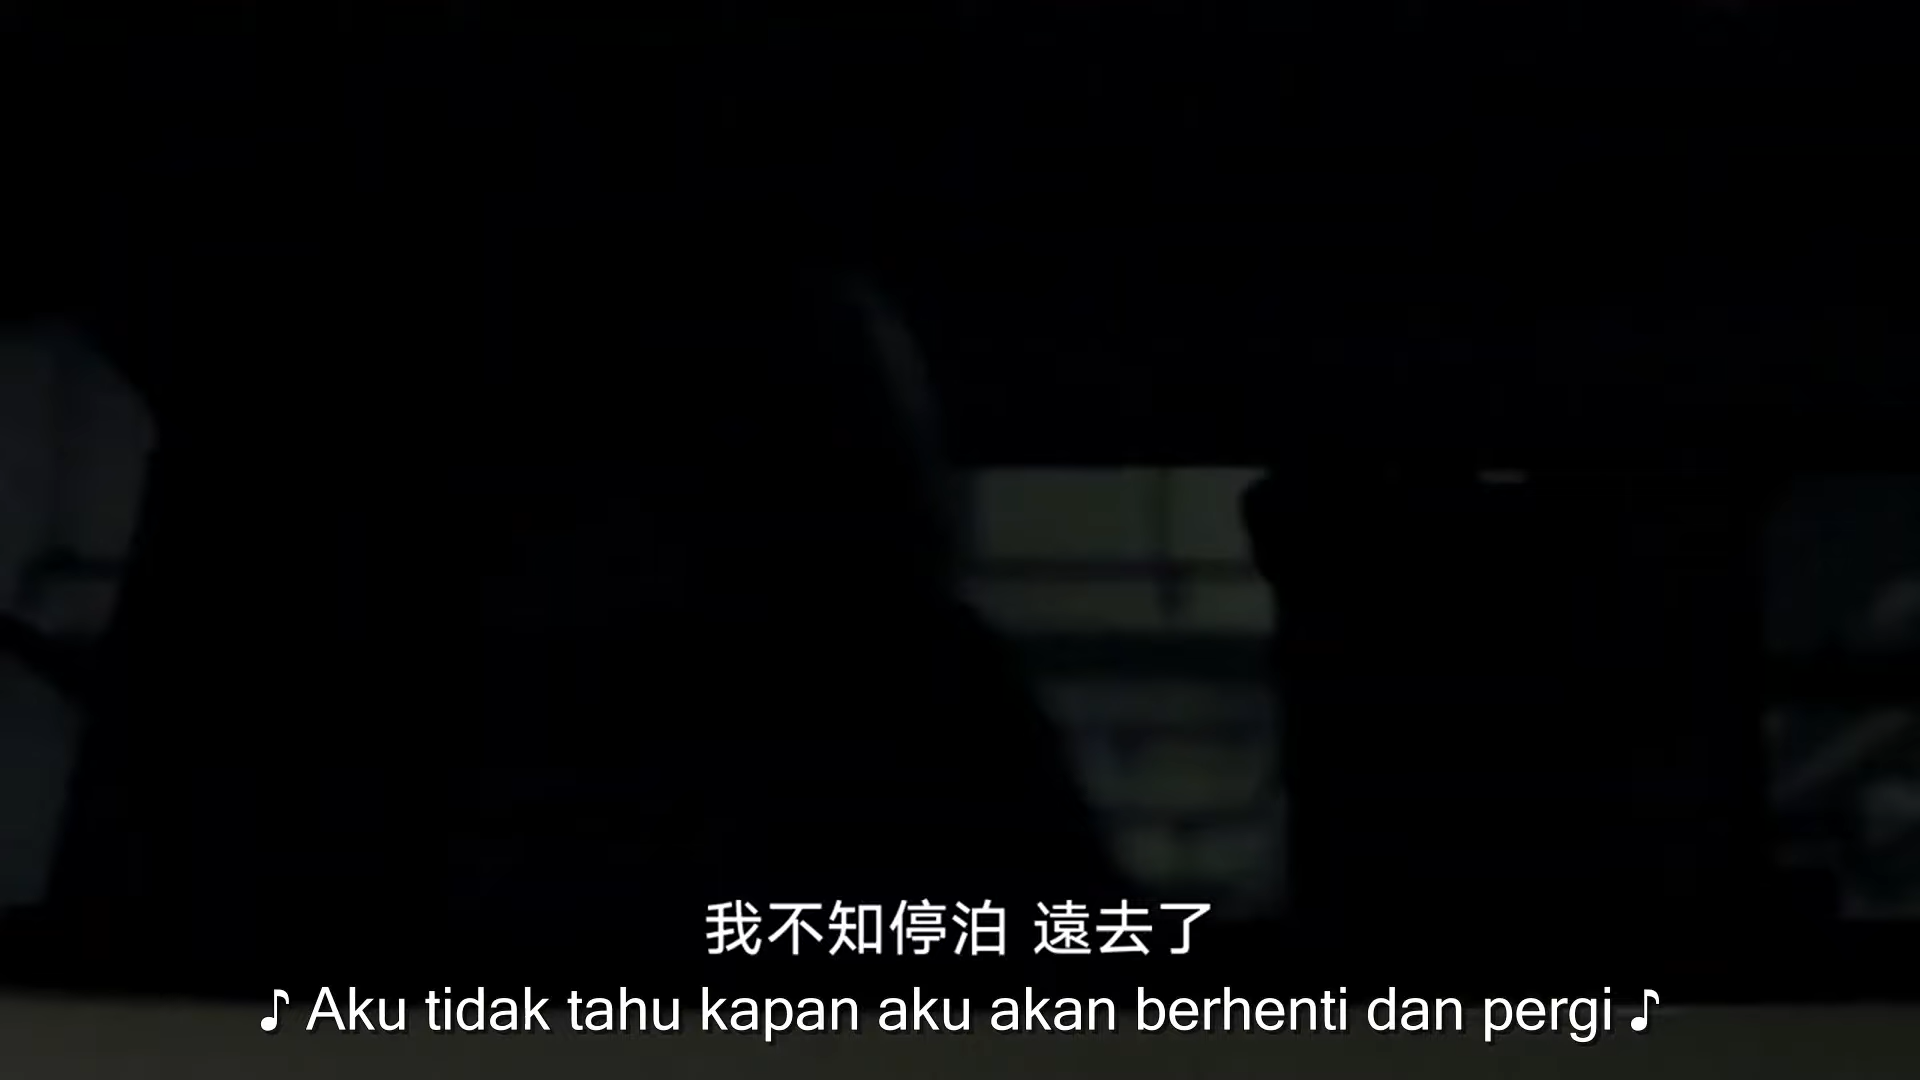 我不知停泊 遠去了
♪ Aku tidak tahu kapan aku akan berhenti dan pergi ♪